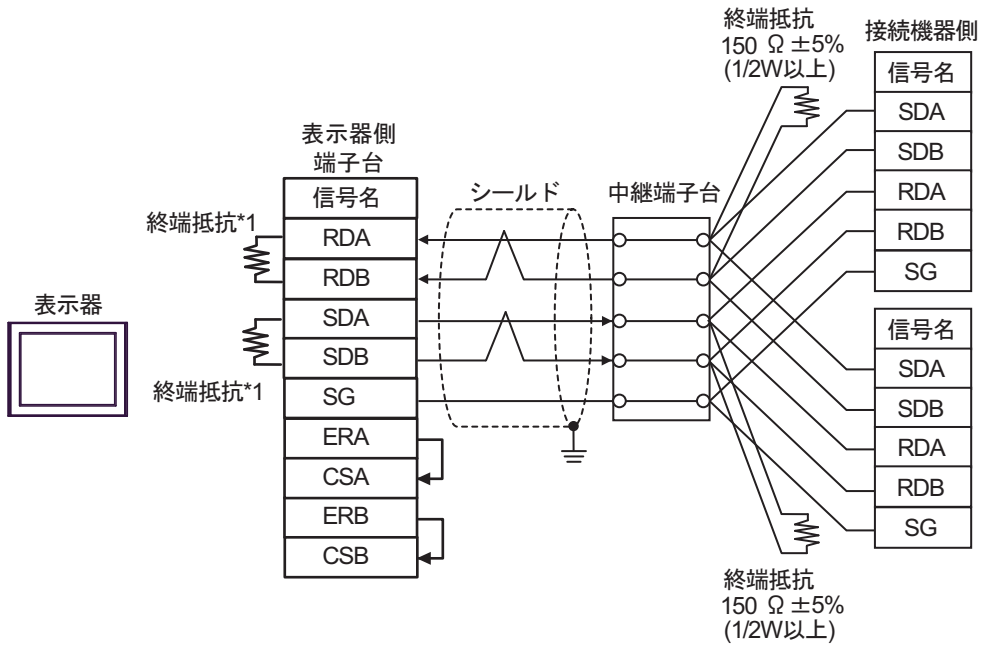 終端抵抗
150 Ω ±5%
(1/2W以上)
接続機器側
信号名
SDA
SDB
RDA
RDB
SG
表示器側
端子台
信号名
RDA
RDB
SDA
SDB
SG
ERA
CSA
ERB
CSB
終端抵抗*1
終端抵抗*1
表示器
シールド
中継端子台
信号名
SDA
SDB
RDA
RDB
SG
終端抵抗
150 Ω ±5%
(1/2W以上)